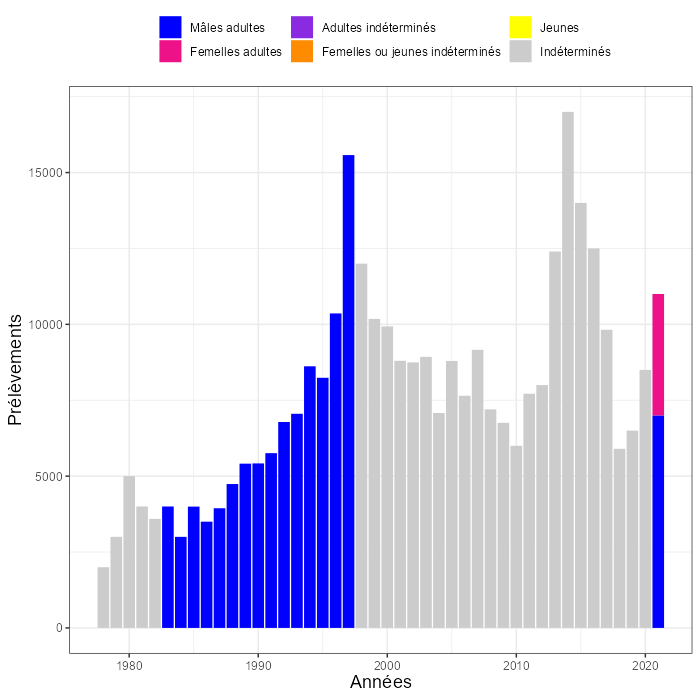 Mâles adultes
Adultes indéterminés
Jeunes
Femelles adultes
Femelles ou jeunes indéterminés
Indéterminés
Prélèvements
15000
10000
5000
0
1980
1990
2000
2010
2020
Années